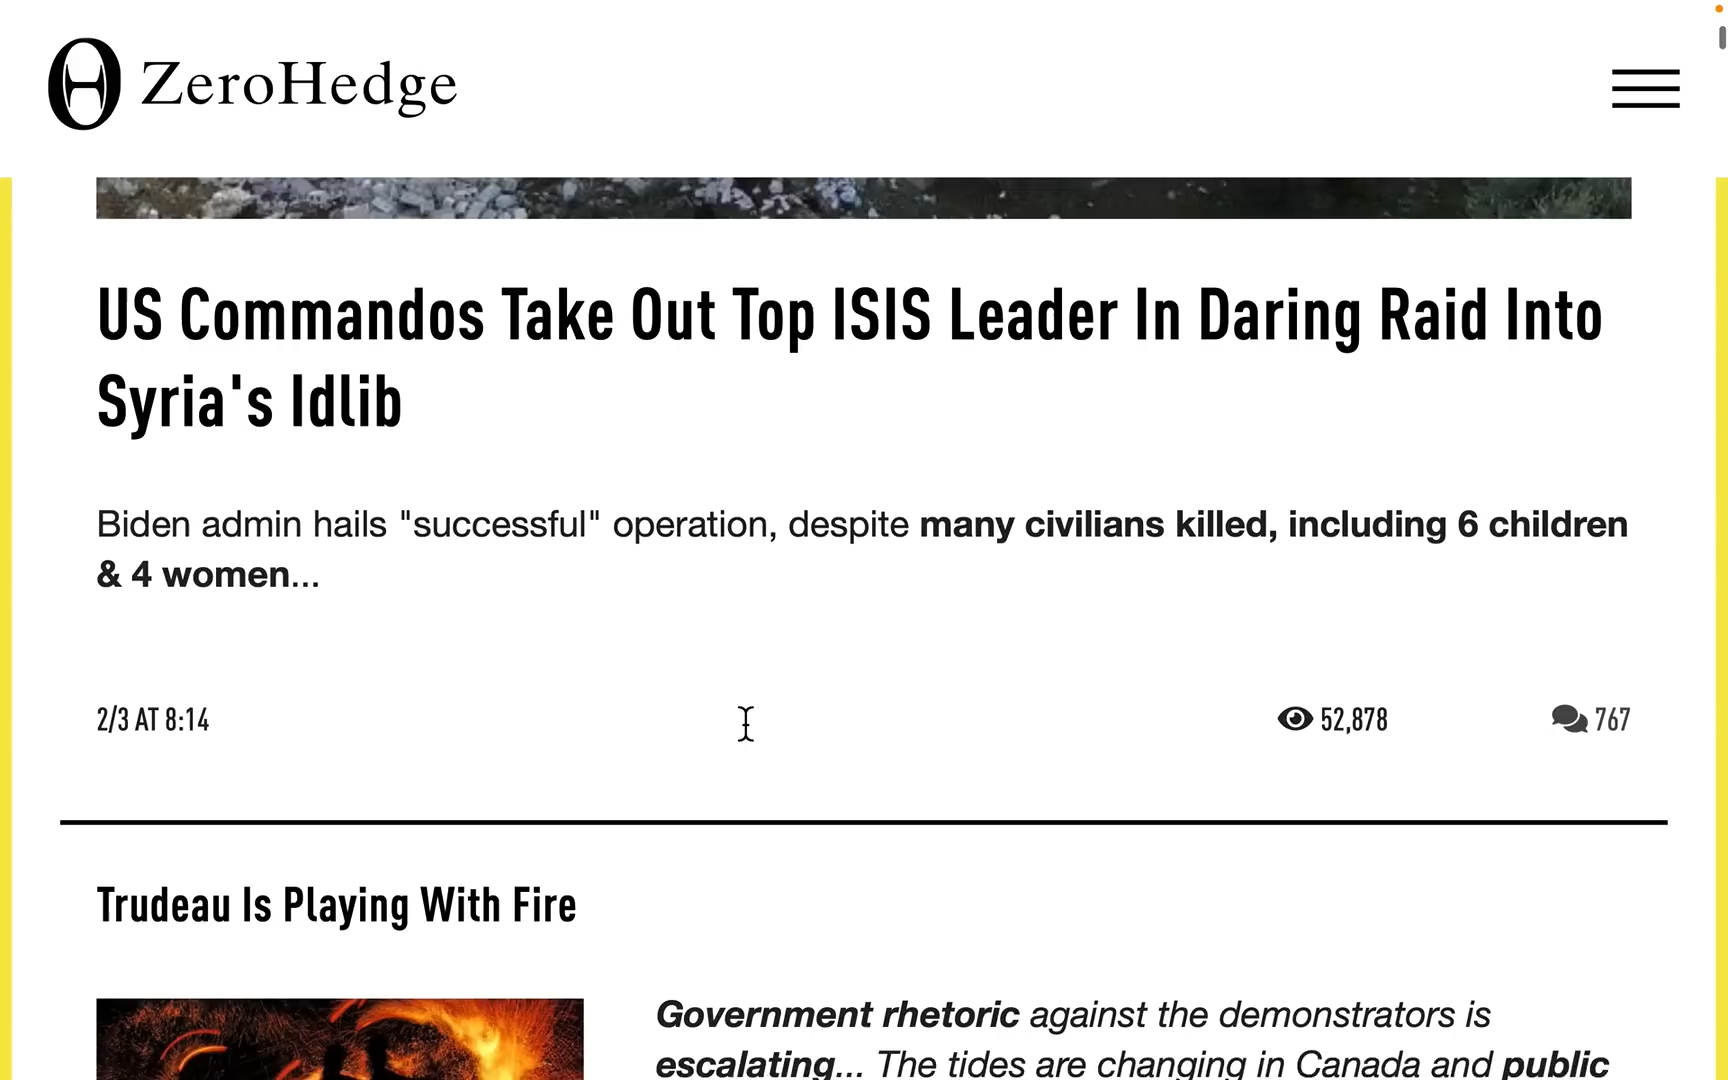 ZeroHedge
US Commandos Take Out Top ISIS Leader In Daring Raid Into
Syria's Idlib
Biden admin hails "successful" operation, despite many civilians killed, including 6 children
& 4 women...
2/3 AT 8:14
52,878
767
Trudeau Is Playing With Fire
Government rhetoric against the demonstrators is
escalating... The tides are changing in Canada and public